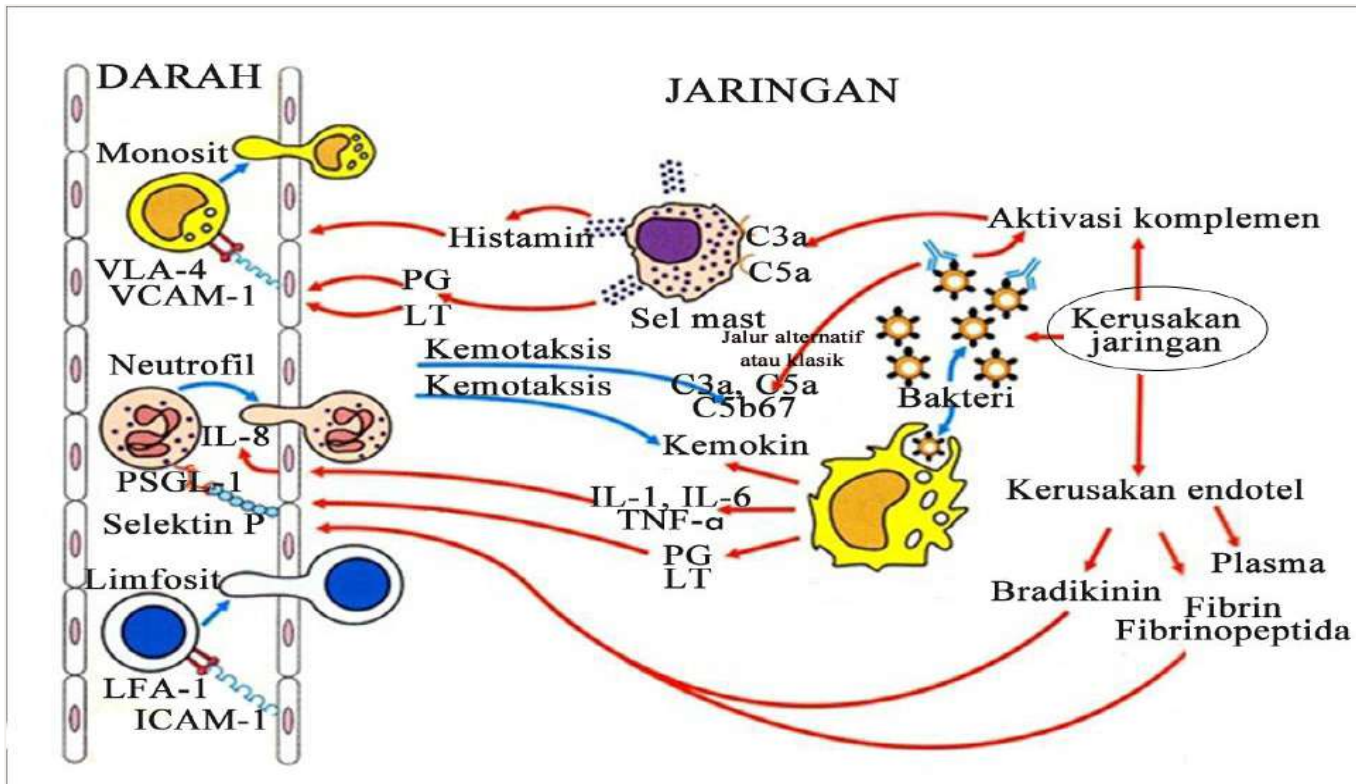 DARAH
JARINGAN
Monosit
VLA-4
VCAM-1
Histamin
PG
LT
C3a
C5a
Sel mast
Aktivasi komplemen
Kerusakan
jaringan
Jalur alternatif
atau klasik
Kemotaksis
Kemotaksis
C3a, C5a
C5b67
Kemokin
Bakteri
Neutrofil
IL-8
PSGL-1
Selektin P
IL-1, IL-6
TNF-α
PG
LT
Kerusakan endotel
Plasma
Bradikinin
Fibrin
Fibrinopeptida
Limfosit
LFA-1
ICAM-1